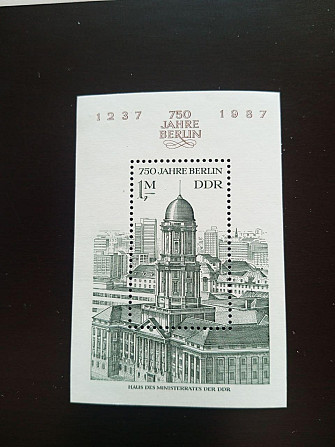 1237 750 1987
JAHRE
BERLIN
750 JAHRE BERLIN
1,M DDR
HAUS DES MINISTERRATES DER DDR